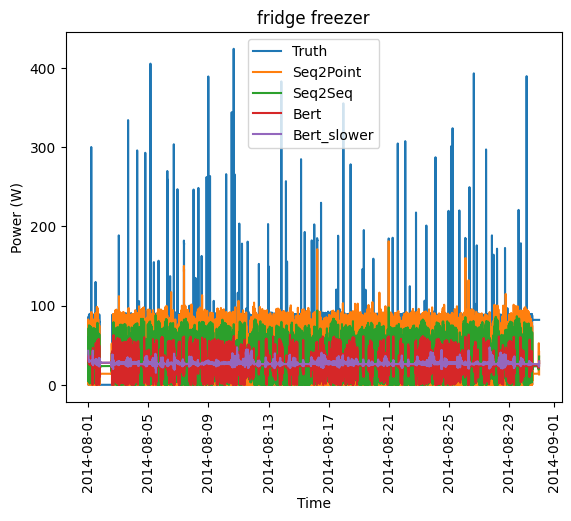 fridge freezer
Truth
Seq2Point
Seq2Seq
Bert
Bert_slower
Power (W)
400
300
200
100
0
2014-08-01
2014-08-05
2014-08-09
2014-08-13
2014-08-17
2014-08-21
2014-08-25
2014-08-29
2014-09-01
Time